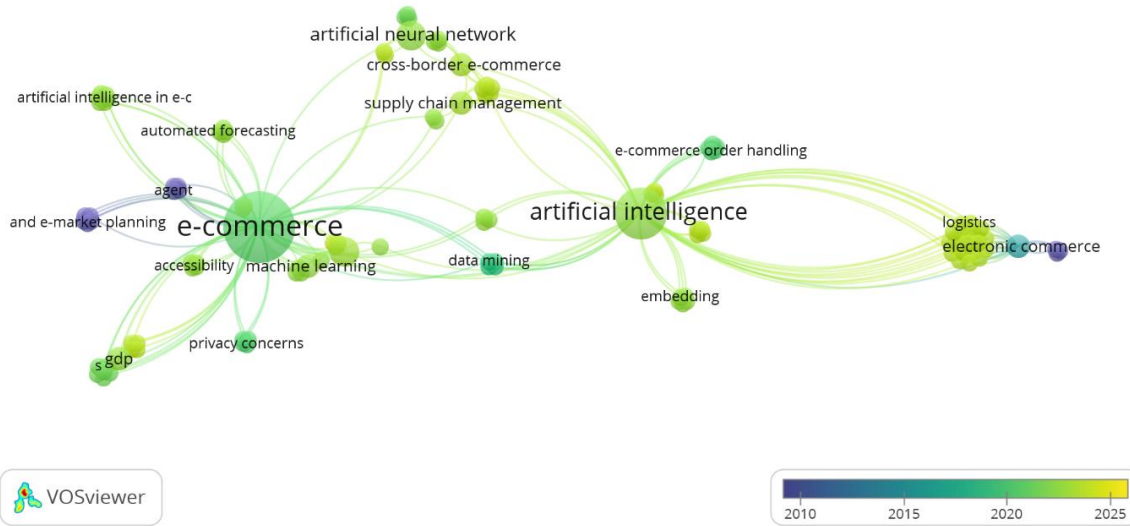 artificial neural network
cross-border e-commerce
artificial intelligence in e-c
supply chain management
automated forecasting
e-commerce order handling
agent
artificial intelligence
and e-market planning
e-commerce
logistics
electronic commerce
accessibility
machine learning
data mining
embedding
privacy concerns
s
gdp
VOSviewer
2010
2015
2020
2025